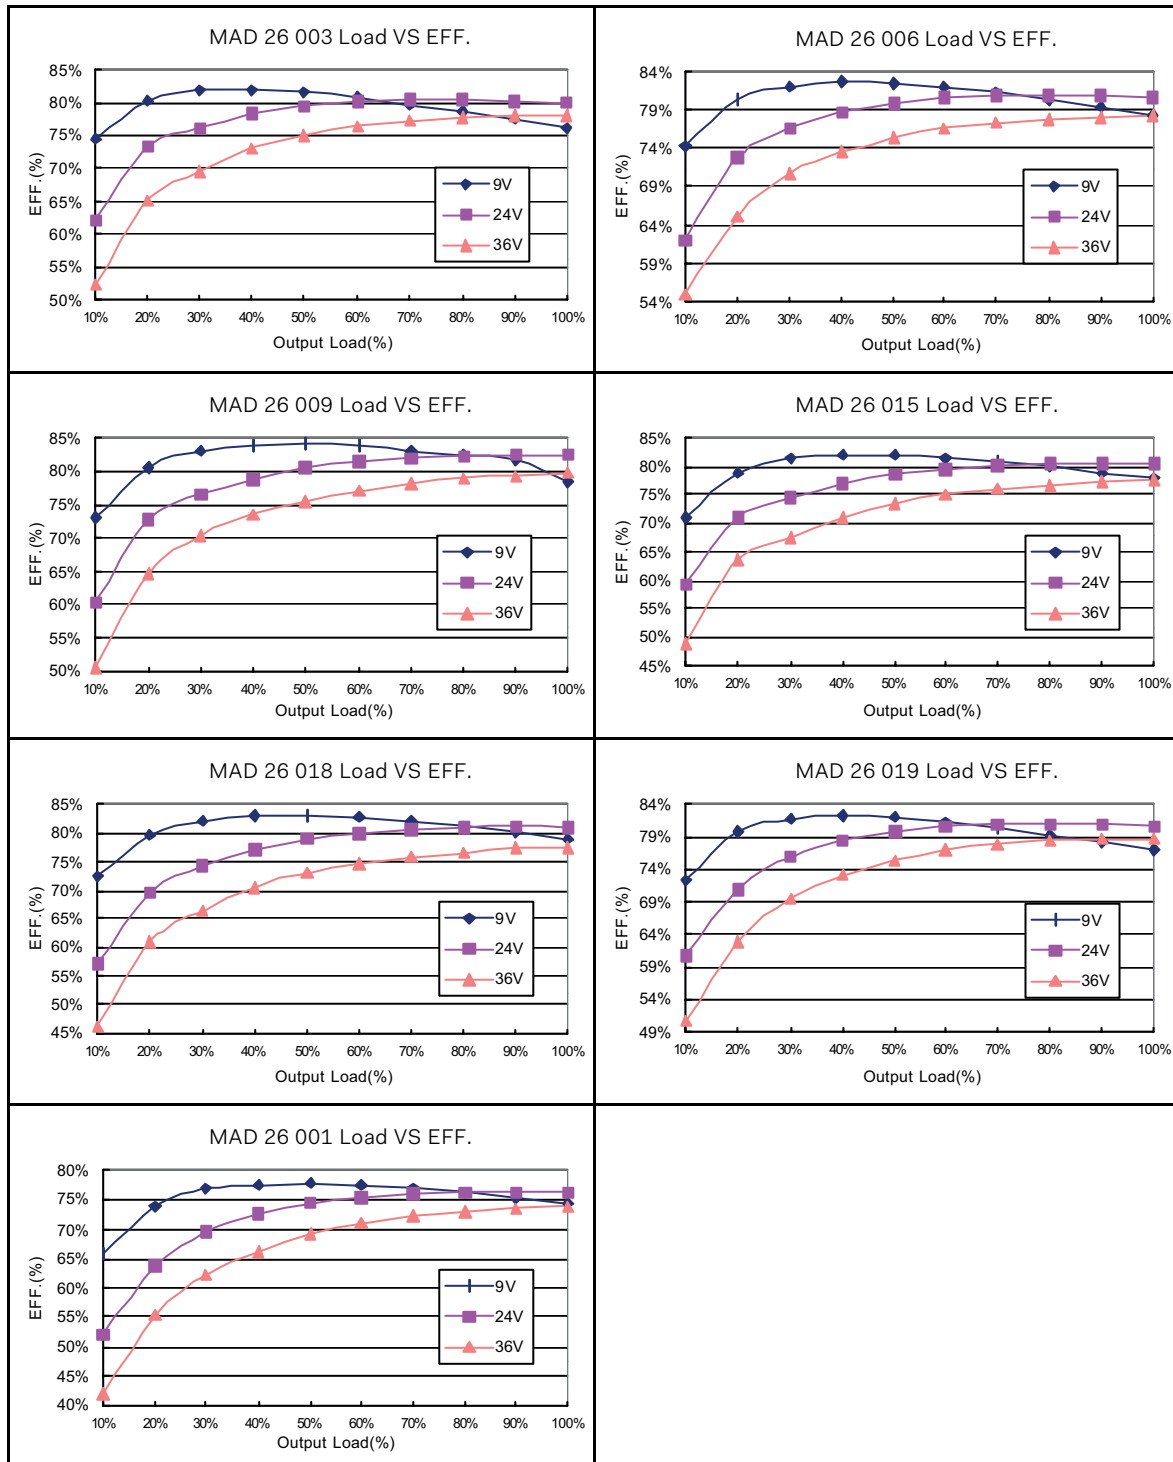 MAD 26 003 Load VS EFF.
EFF.(%)
85%
80%
75%
70%
65%
60%
55%
50%
9V
24V
36V
10% 20% 30% 40% 50% 60% 70% 80% 90% 100%
Output Load(%)
MAD 26 006 Load VS EFF.
EFF.(%)
84%
79%
74%
69%
64%
59%
54%
9V
24V
36V
10% 20% 30% 40% 50% 60% 70% 80% 90% 100%
Output Load(%)
MAD 26 009 Load VS EFF.
EFF.(%)
85%
80%
75%
70%
65%
60%
55%
50%
9V
24V
36V
10% 20% 30% 40% 50% 60% 70% 80% 90% 100%
Output Load(%)
MAD 26 015 Load VS EFF.
EFF.(%)
85%
80%
75%
70%
65%
60%
55%
50%
45%
9V
24V
36V
10% 20% 30% 40% 50% 60% 70% 80% 90% 100%
Output Load(%)
MAD 26 018 Load VS EFF.
EFF.(%)
85%
80%
75%
70%
65%
60%
55%
50%
45%
9V
24V
36V
10% 20% 30% 40% 50% 60% 70% 80% 90% 100%
Output Load(%)
MAD 26 019 Load VS EFF.
EFF.(%)
84%
79%
74%
69%
64%
59%
54%
49%
9V
24V
36V
10% 20% 30% 40% 50% 60% 70% 80% 90% 100%
Output Load(%)
MAD 26 001 Load VS EFF.
EFF.(%)
80%
75%
70%
65%
60%
55%
50%
45%
40%
9V
24V
36V
10% 20% 30% 40% 50% 60% 70% 80% 90% 100%
Output Load(%)